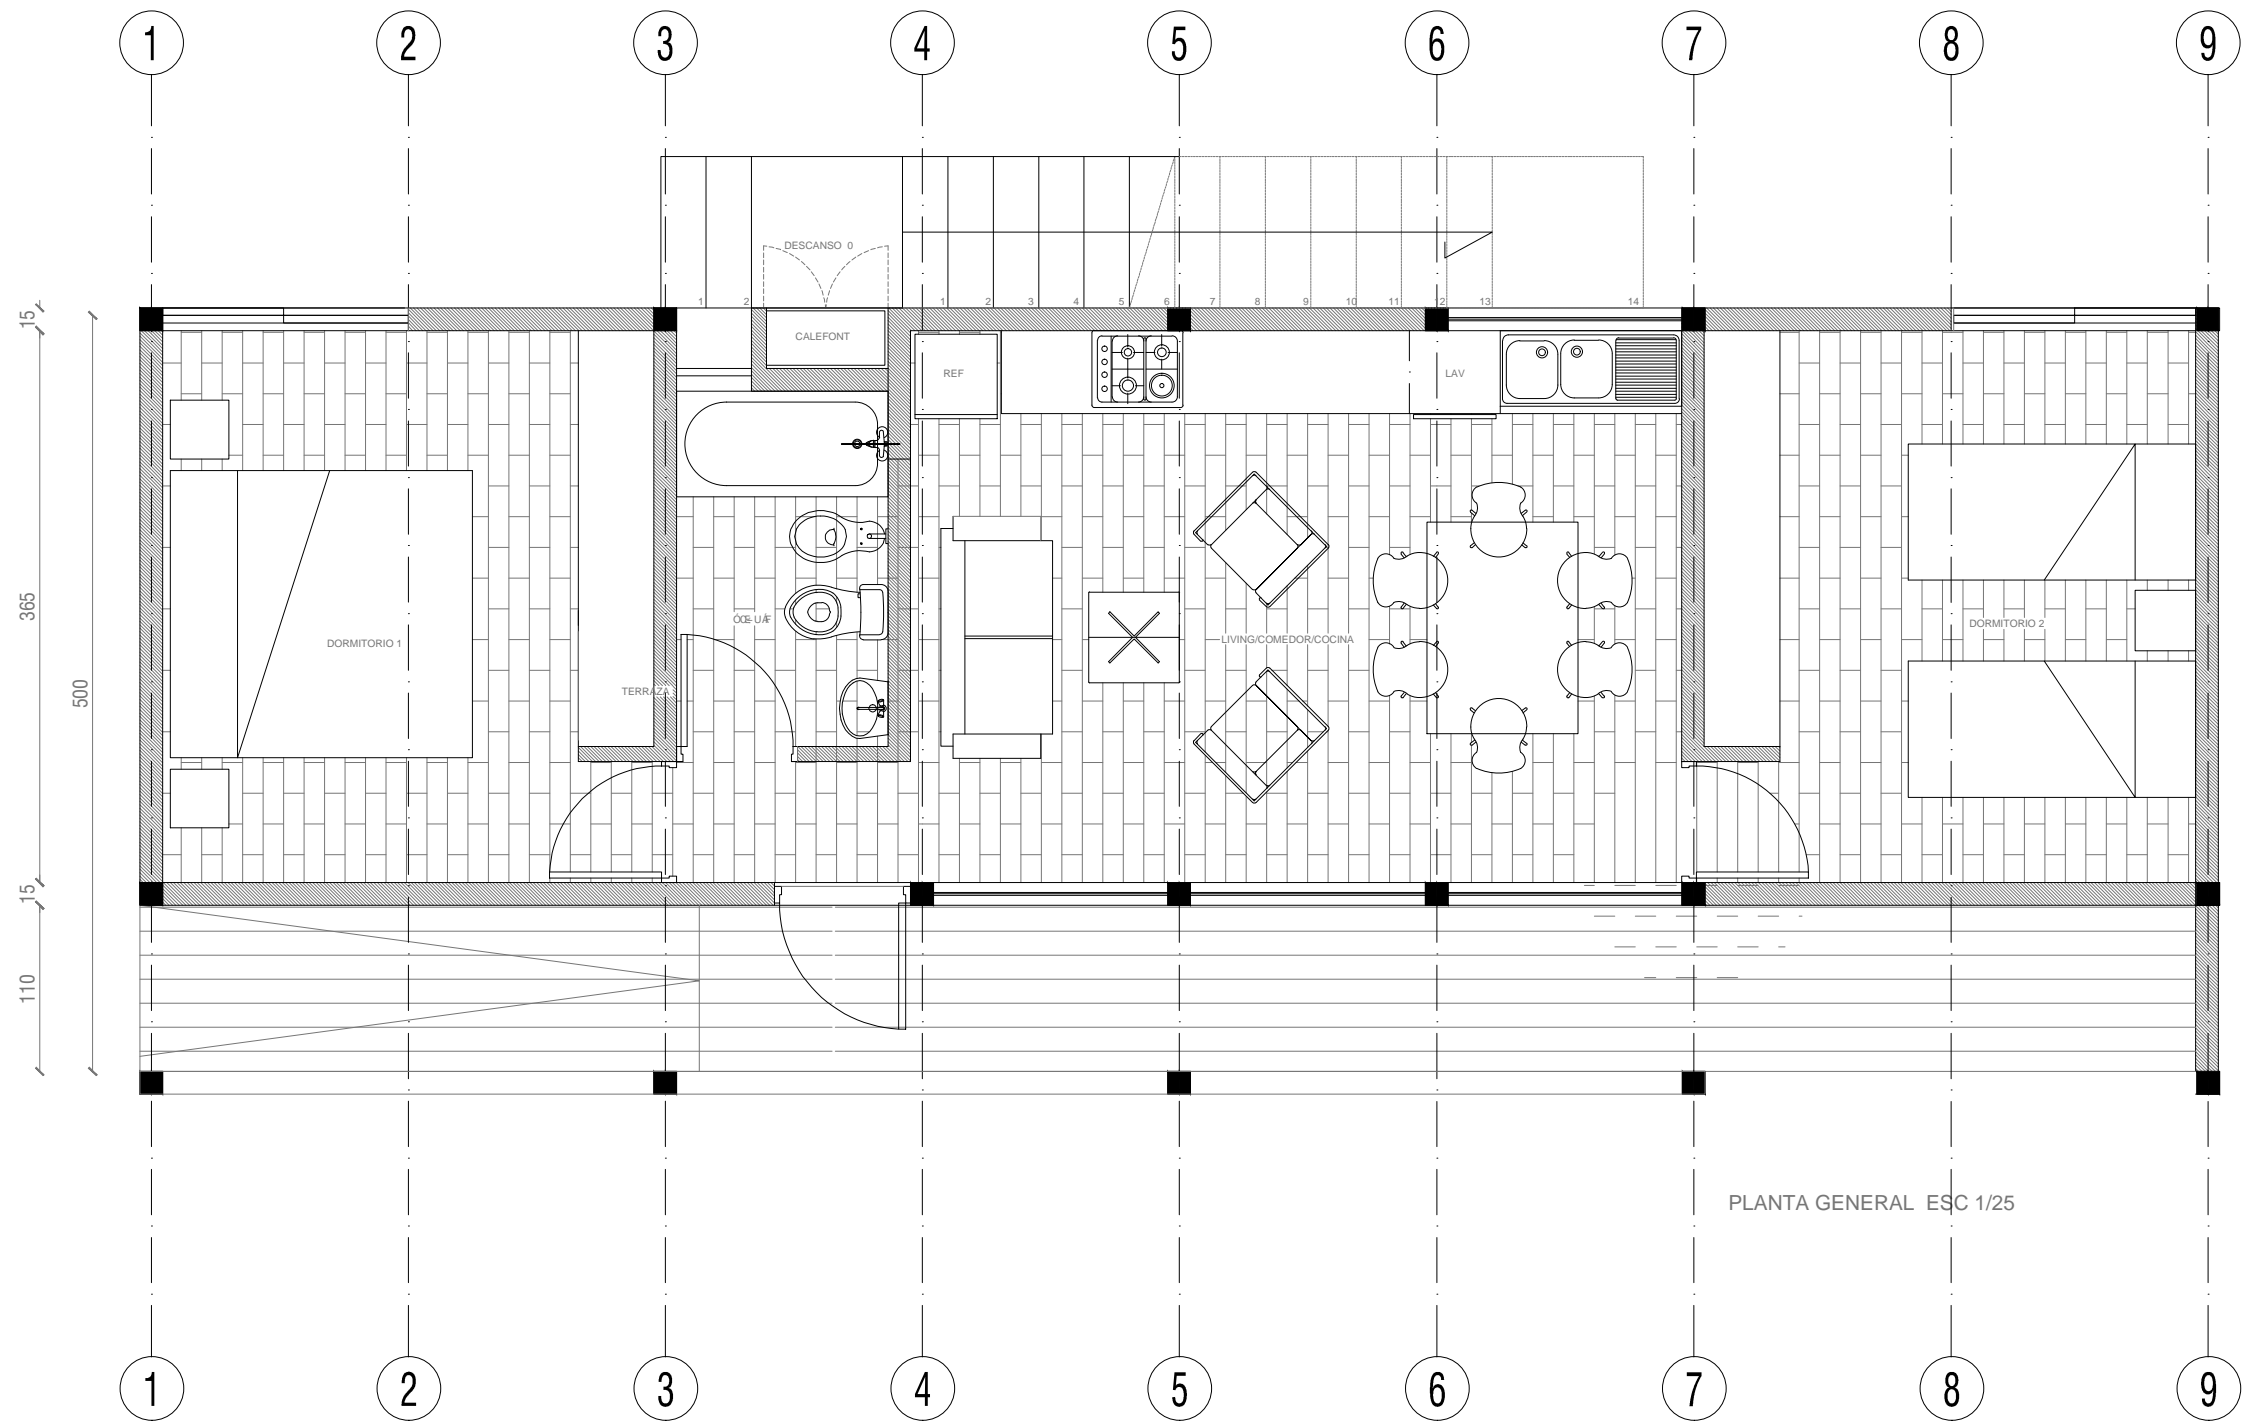 1 2 3 4 5 6 7 8 9
DESCANSO 0
1 2 1 2 3 4 5 6 7 8 9 10 11 12 13 14
15
CALEFONT
REF
LAV
365
ÓŒ-UÁF
DORMITORIO 2
LIVING/COMEDOR/COCINA
DORMITORIO 1
500
TERRAZA
15
110
PLANTA GENERAL ESC 1/25
1 2 3 4 5 6 7 8 9